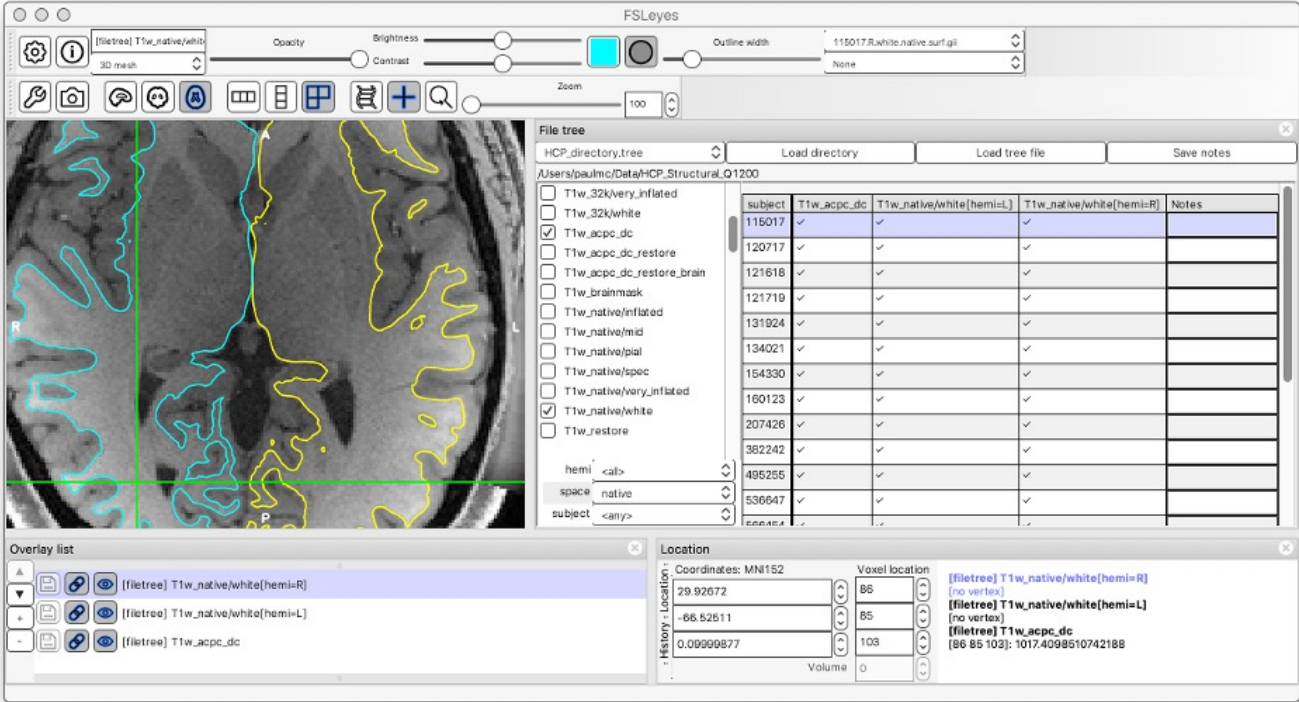 FSLeyes
[filetree] T1w_native/whit
3D mesh
Opacity
Brightness
Contrast
Outline width
115017.R.white.native.surf.gii
None
Zoom
100
A
R
L
P
File tree
HCP_directory.tree
Load directory
Load tree file
Save notes
/Users/paulmc/Data/HCP_Structural_Q1200
T1w_32k/very_inflated
T1w_32k/white
T1w_acpc_dc
T1w_acpc_dc_restore
T1w_acpc_dc_restore_brain
T1w_brainmask
T1w_native/inflated
T1w_native/mid
T1w_native/pial
T1w_native/spec
T1w_native/very_inflated
T1w_native/white
T1w_restore
hemi <all>
space native
subject <any>
subject T1w_acpc_dc T1w_native/white[hemi=L] T1w_native/white[hemi=R] Notes
115017 ✓ ✓ ✓
120717 ✓ ✓ ✓
121618 ✓ ✓ ✓
121719 ✓ ✓ ✓
131924 ✓ ✓ ✓
134021 ✓ ✓ ✓
154330 ✓ ✓ ✓
160123 ✓ ✓ ✓
207426 ✓ ✓ ✓
382242 ✓ ✓ ✓
495255 ✓ ✓ ✓
536647 ✓ ✓ ✓
Overlay list
[filetree] T1w_native/white[hemi=R]
[filetree] T1w_native/white[hemi=L]
[filetree] T1w_acpc_dc
Location
History Location
Coordinates: MNI152
29.92672
-66.52511
0.09999877
Voxel location
86
85
103
Volume 0
[filetree] T1w_native/white[hemi=R]
[no vertex]
[filetree] T1w_native/white[hemi=L]
[no vertex]
[filetree] T1w_acpc_dc
[86 85 103]: 1017.4098510742188